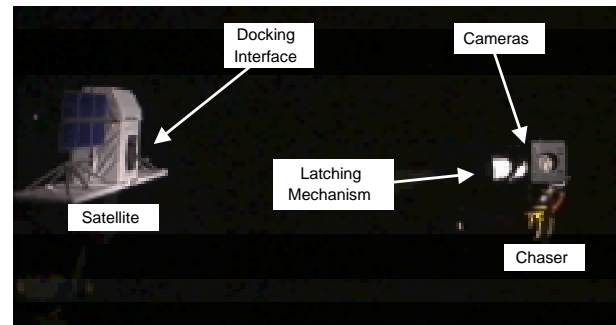 Docking
Interface
Cameras
Latching
Mechanism
Satellite
Chaser